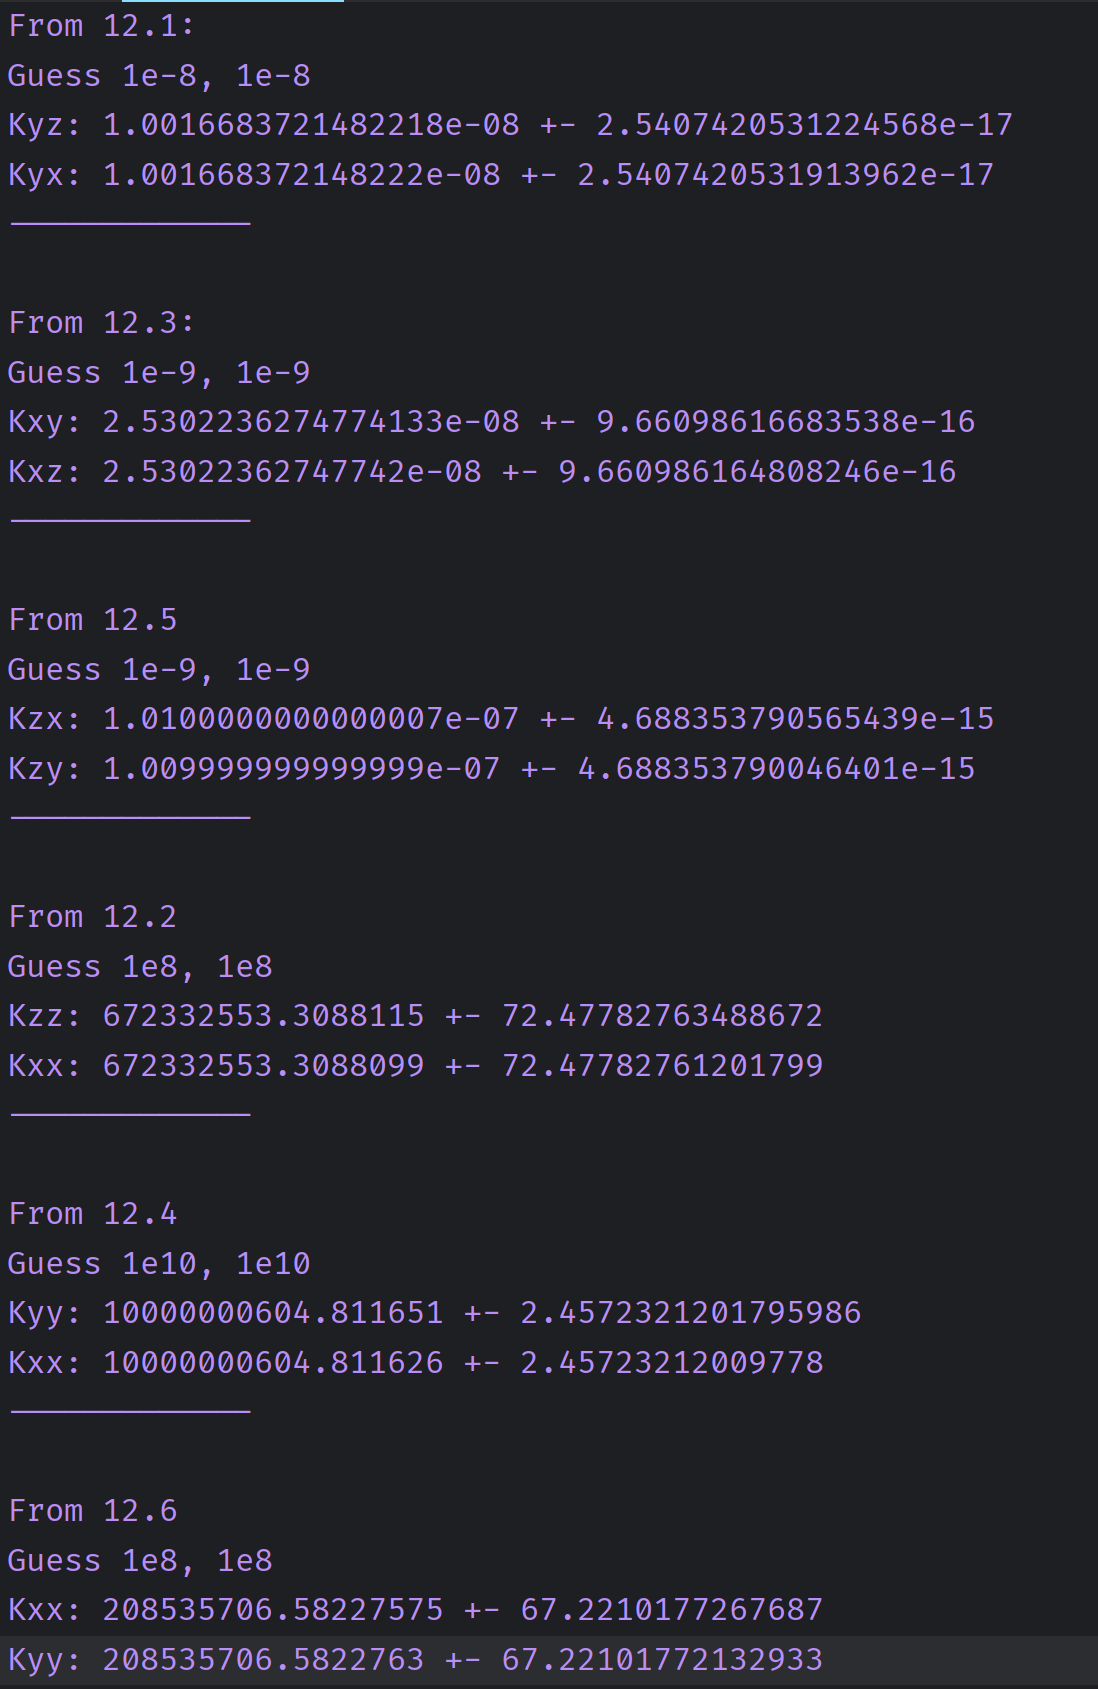 From 12.1:
Guess 1e-8, 1e-8
Kyz: 1.0016683721482218e-08 +- 2.5407420531224568e-17
Kyx: 1.001668372148222e-08 +- 2.5407420531913962e-17
From 12.3:
Guess 1e-9, 1e-9
Kxy: 2.5302236274774133e-08 +- 9.66098616683538e-16
Kxz: 2.53022362747742e-08 +- 9.660986164808246e-16
From 12.5
Guess 1e-9, 1e-9
Kzx: 1.0100000000000007e-07 +- 4.688353790565439e-15
Kzy: 1.009999999999999e-07 +- 4.688353790046401e-15
From 12.2
Guess 1e8, 1e8
Kzz: 672332553.3088115 +- 72.47782763488672
Kxx: 672332553.3088099 +- 72.47782761201799
From 12.4
Guess 1e10, 1e10
Kyy: 10000000604.811651 +- 2.4572321201795986
Kxx: 10000000604.811626 +- 2.45723212009778
From 12.6
Guess 1e8, 1e8
Kxx: 208535706.58227575 +- 67.2210177267687
Kyy: 208535706.5822763 +- 67.22101772132933